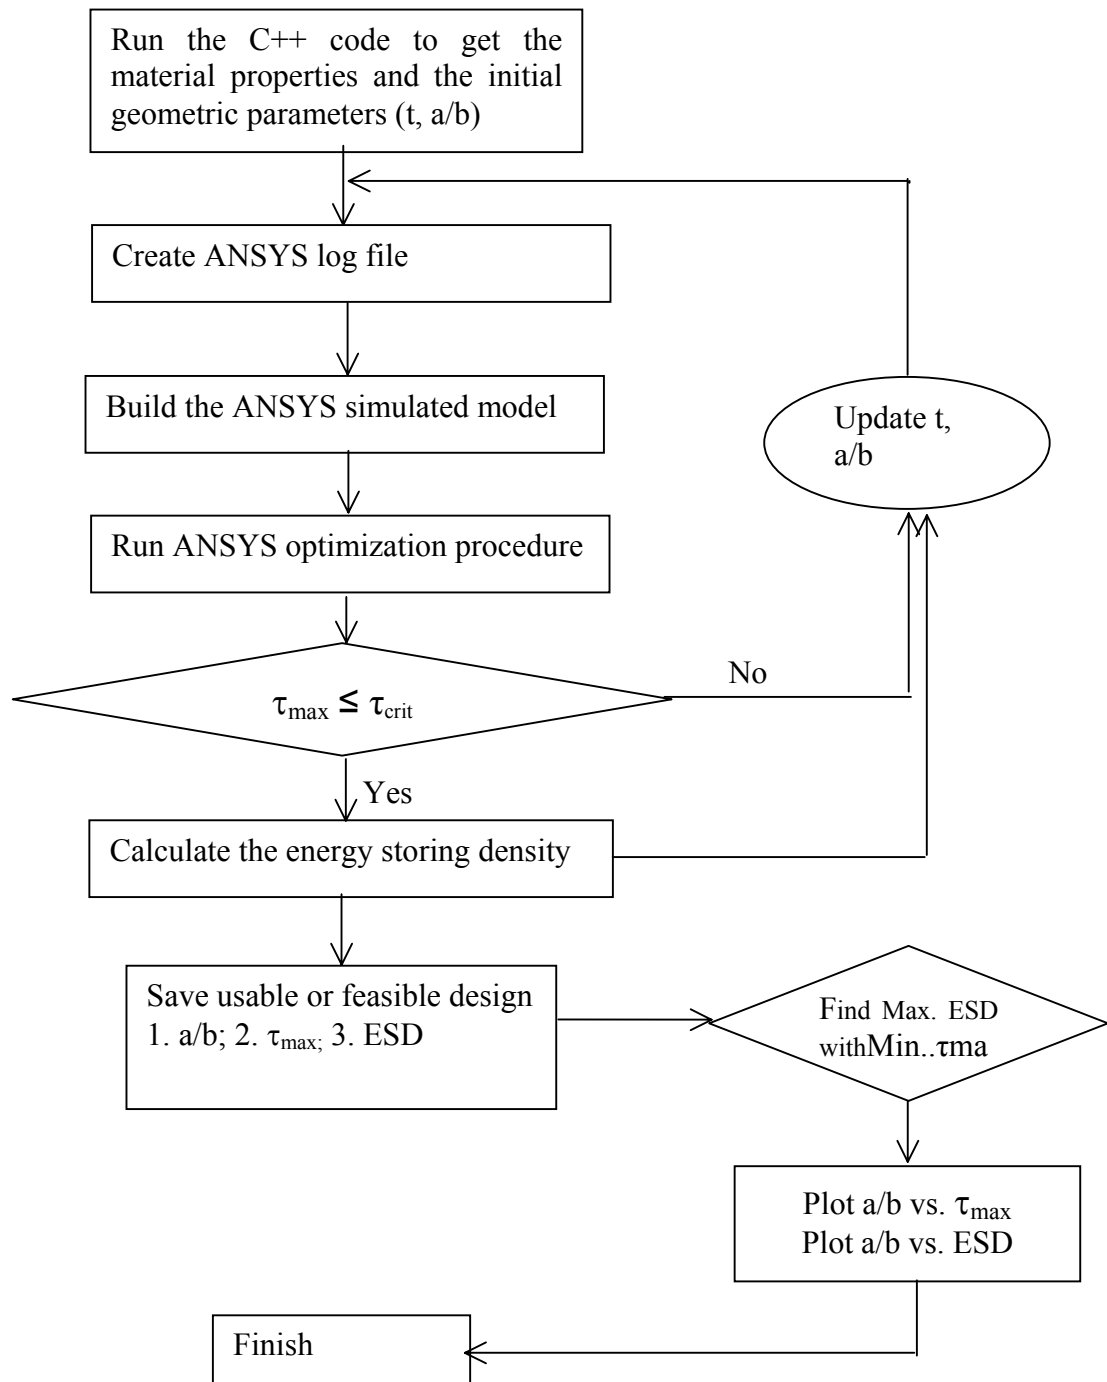 Run the C++ code to get the
material properties and the initial
geometric parameters (t, a/b)
Create ANSYS log file
Build the ANSYS simulated model
Update t,
a/b
Run ANSYS optimization procedure
No
τmax ≤ τcrit
Yes
Calculate the energy storing density
Save usable or feasible design
1. a/b; 2. τmax; 3. ESD
Find Max. ESD
withMin..τma
Plot a/b vs. τmax
Plot a/b vs. ESD
Finish